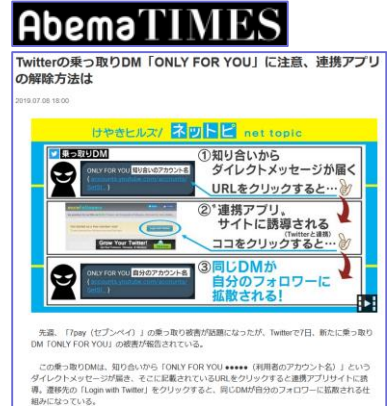 AbemaTIMES
Twitterの乗っ取りDM「ONLY FOR YOU」に注意、連携アプリ
の解除方法は
2019.07.08 18:00
けやきヒルズ/ ネットピ net topic
乗っ取りDM
ONLY FOR YOU 知り合いのアカウント名
①知り合いから
ダイレクトメッセージが届く
URLをクリックすると…
Grow Your Twitter!
②"連携アプリ"
サイトに誘導される
(Twitterと連携)
ココをクリックすると…
ONLY FOR YOU 自分のアカウント名
③同じDMが
自分のフォロワーに
拡散される!
先週、「7pay(セブンペイ)」の乗っ取り被害が話題になったが、Twitterで7日、新たに乗っ取り
DM「ONLY FOR YOU」の被害が報告されている。
この乗っ取りDMは、知り合いから「ONLY FOR YOU ●●●●●(利用者のアカウント名)」という
ダイレクトメッセージが届き、そこに記載されているURLをクリックすると連携アプリサイトに誘
導。遷移先の「Login with Twitter」をクリックすると、同じDMが自分のフォロワーに拡散される仕
組みになっている。